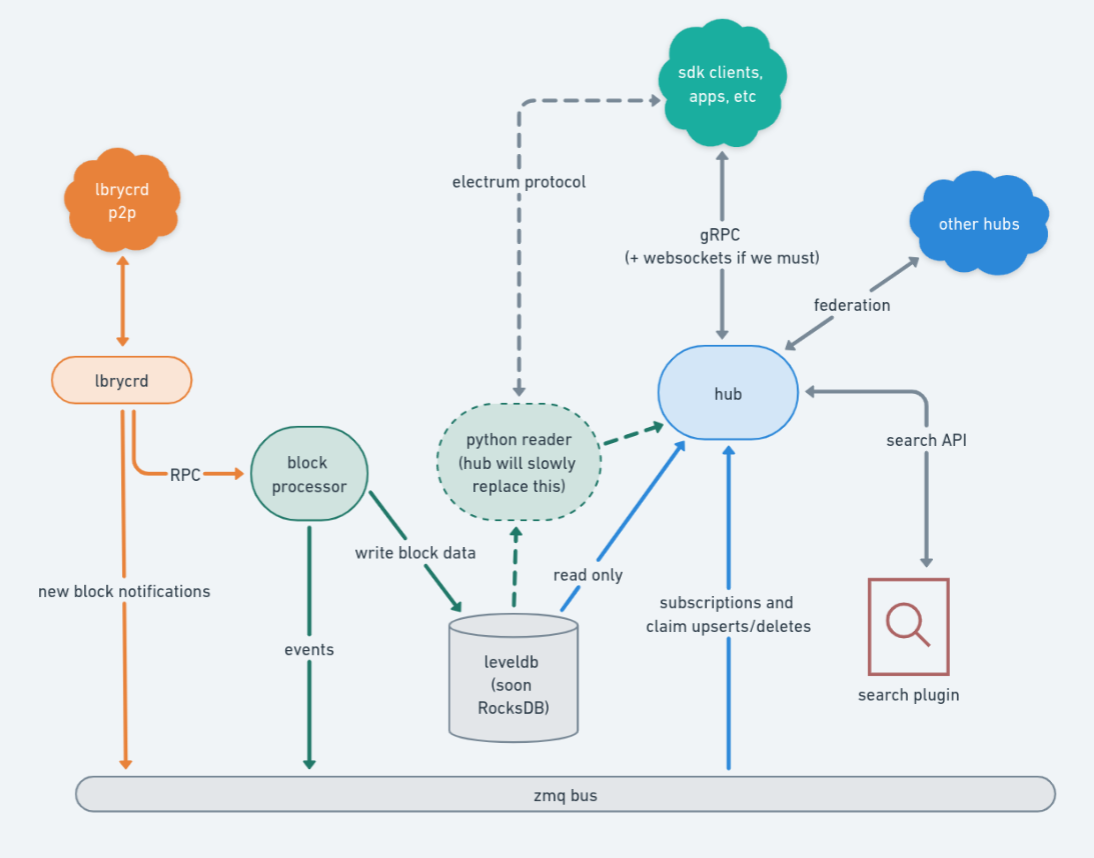 sdk clients,
apps, etc
electrum protocol
lbrycrd
p2p
other hubs
gRPC
(+ websockets if we must)
federation
lbrycrd
hub
python reader
(hub will slowly
replace this)
search API
block
processor
RPC
write block data
read only
new block notifications
subscriptions and
claim upserts/deletes
events
leveldb
(soon
RocksDB)
search plugin
zmq bus